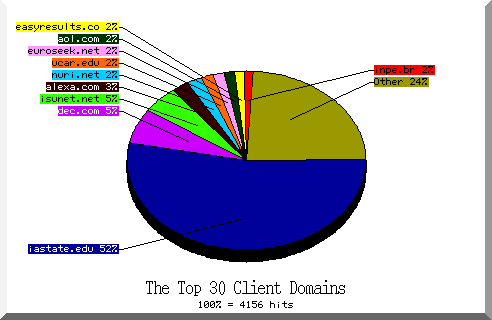 easyresults.co 2%
aol.com 2%
euroseek.net 2%
ucar.edu 2%
nuri.net 2%
alexa.com 3%
isunet.net 5%
dec.com 5%
inpe.br 2%
Other 24%
iastate.edu 52%
The Top 30 Client Domains
100% = 4156 hits